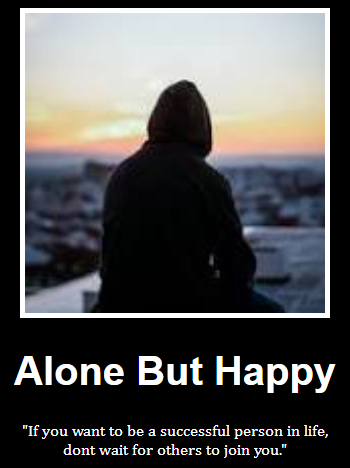 Alone But Happy
"If you want to be a successful person in life,
dont wait for others to join you."